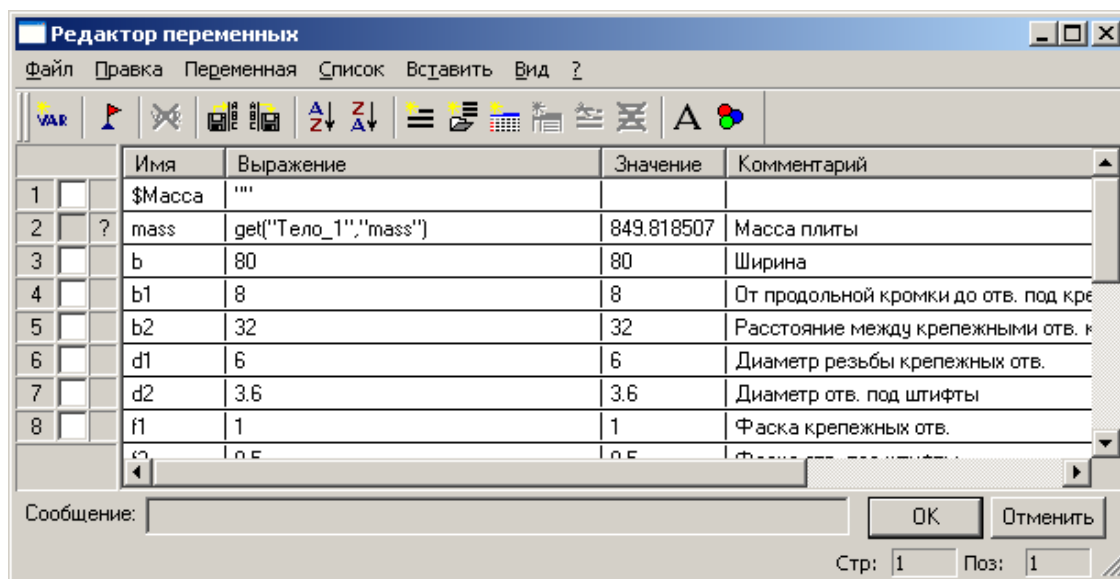 Редактор переменных
Файл Правка Переменная Список Вставить Вид ?
VAR A Z Z A A
Имя Выражение Значение Комментарий
1 $Масса ""
2 ? mass get("Тело_1","mass") 849.818507 Масса плиты
3 b 80 80 Ширина
4 b1 8 8 От продольной кромки до отв. под кре
5 b2 32 32 Расстояние между крепежными отв. к
6 d1 6 6 Диаметр резьбы крепежных отв.
7 d2 3.6 3.6 Диаметр отв. под штифты
8 f1 1 1 Фаска крепежных отв.
Сообщение: OK Отменить
Стр: 1 Поз: 1